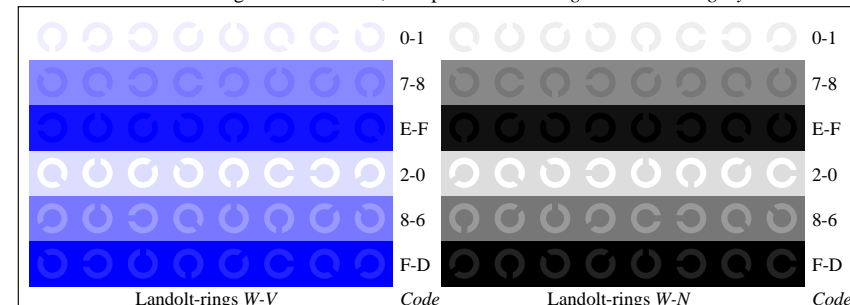 0-1 0-1
7-8 7-8
E-F E-F
2-0 2-0
8-6 8-6
F-D F-D
Landolt-rings W-V Code Landolt-rings W-N Code